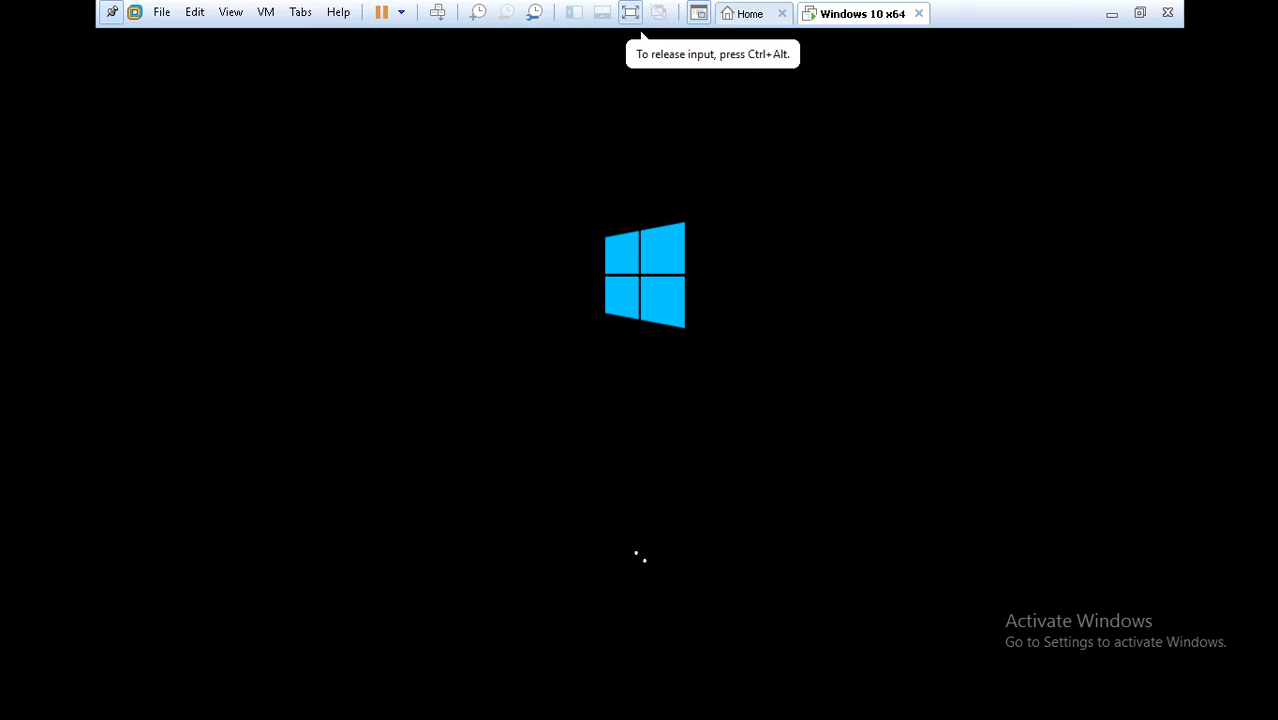 File Edit View VM Tabs Help Home Windows 10 x64
To release input, press Ctrl+Alt.
Activate Windows
Go to Settings to activate Windows.